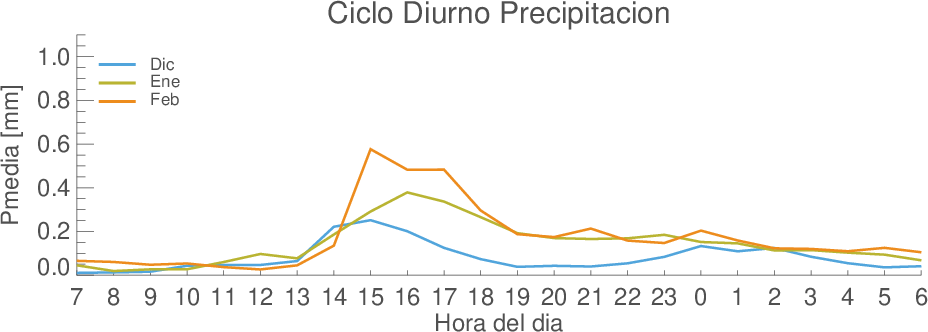 Ciclo Diurno Precipitacion
Pmedia [mm]
1.0
0.8
0.6
0.4
0.2
0.0
Dic
Ene
Feb
7 8 9 10 11 12 13 14 15 16 17 18 19 20 21 22 23 0 1 2 3 4 5 6
Hora del dia